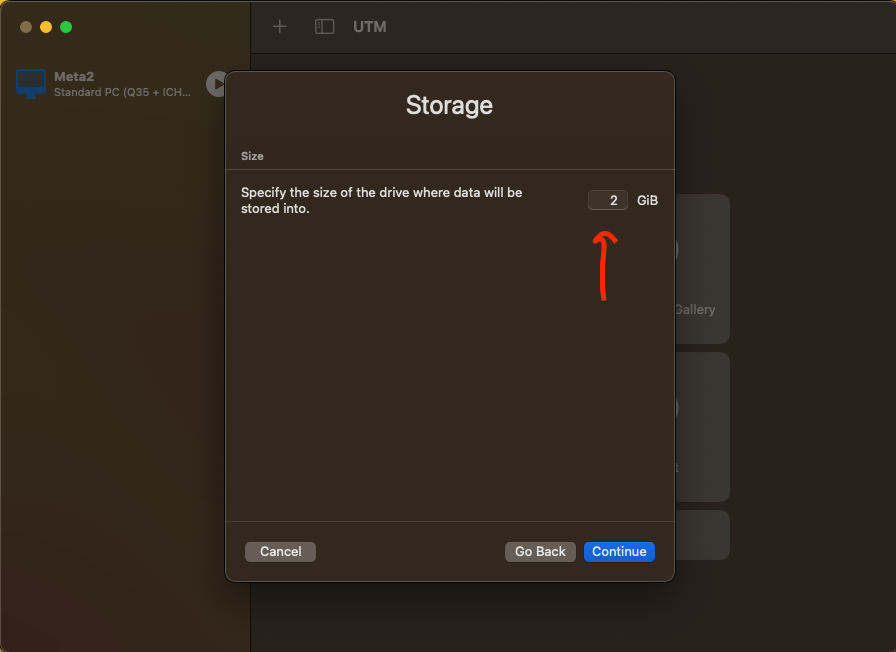 UTM
Meta2
Standard PC (Q35 + ICH...
Storage
Size
Specify the size of the drive where data will be
stored into.
2 GiB
Gallery
Cancel
Go Back
Continue